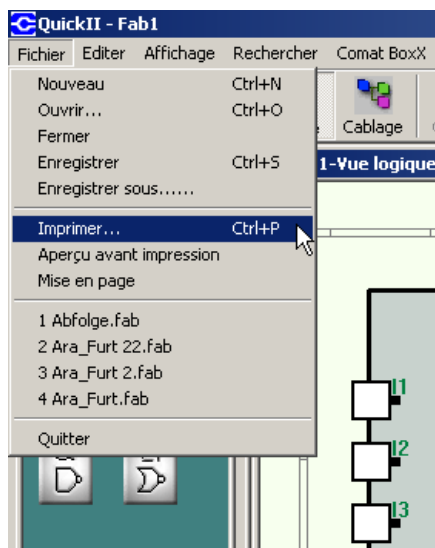 QuickII - Fab1
Fichier Editer Affichage Rechercher Comat BoxX
Nouveau Ctrl+N
Ouvrir... Ctrl+O
Fermer
Cablage
Enregistrer Ctrl+S
1-Vue logique
Enregistrer sous......
Imprimer... Ctrl+P
Aperçu avant impression
Mise en page
1 Abfolge.fab
2 Ara_Furt 22.fab
3 Ara_Furt 2.fab
4 Ara_Furt.fab
Quitter
I1
I2
I3